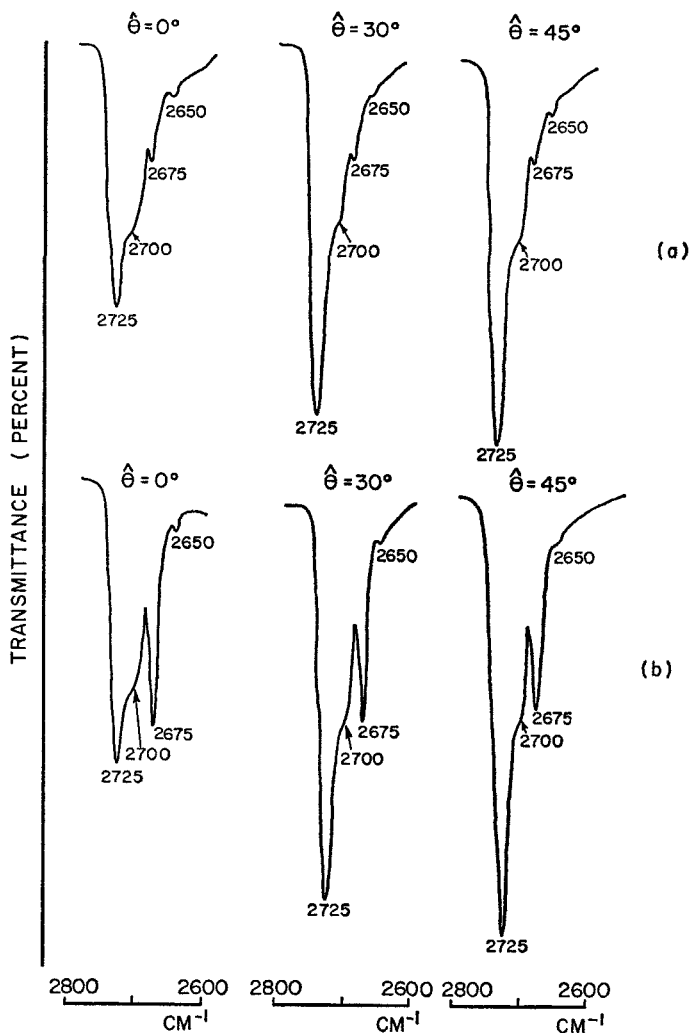 TRANSMITTANCE ( PERCENT)
θ̂ = 0°
θ̂ = 30°
θ̂ = 45°
2650
2650
2650
2675
2675
2675
2700
2700
2700
(a)
2725
2725
2725
θ̂ = 0°
θ̂ = 30°
θ̂ = 45°
2650
2650
2650
2675
2675
2675
2700
2700
2700
(b)
2725
2725
2725
2800 2600 2800 2600 2800 2600
CM⁻¹ CM⁻¹ CM⁻¹